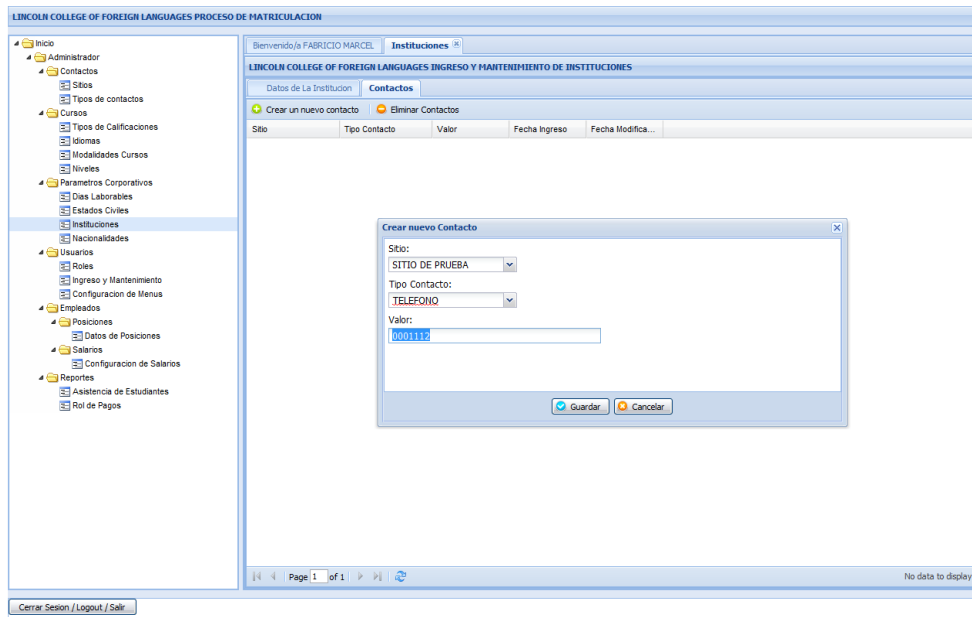 LINCOLN COLLEGE OF FOREIGN LANGUAGES PROCESO DE MATRICULACION
Inicio
Administrador
Contactos
Sitios
Tipos de contactos
Cursos
Tipos de Calificaciones
Idiomas
Modalidades Cursos
Niveles
Parametros Corporativos
Dias Laborables
Estados Civiles
Instituciones
Nacionalidades
Usuarios
Roles
Ingreso y Mantenimiento
Configuracion de Menus
Empleados
Posiciones
Datos de Posiciones
Salarios
Configuracion de Salarios
Reportes
Asistencia de Estudiantes
Rol de Pagos
Cerrar Sesion / Logout / Salir
Bienvenido/a FABRICIO MARCEL Instituciones
LINCOLN COLLEGE OF FOREIGN LANGUAGES INGRESO Y MANTENIMIENTO DE INSTITUCIONES
Datos de La Institucion Contactos
Crear un nuevo contacto Eliminar Contactos
Sitio Tipo Contacto Valor Fecha Ingreso Fecha Modifica...
Crear nuevo Contacto
Sitio:
SITIO DE PRUEBA
Tipo Contacto:
TELEFONO
Valor:
0001112
Guardar Cancelar
Page 1 of 1 No data to display